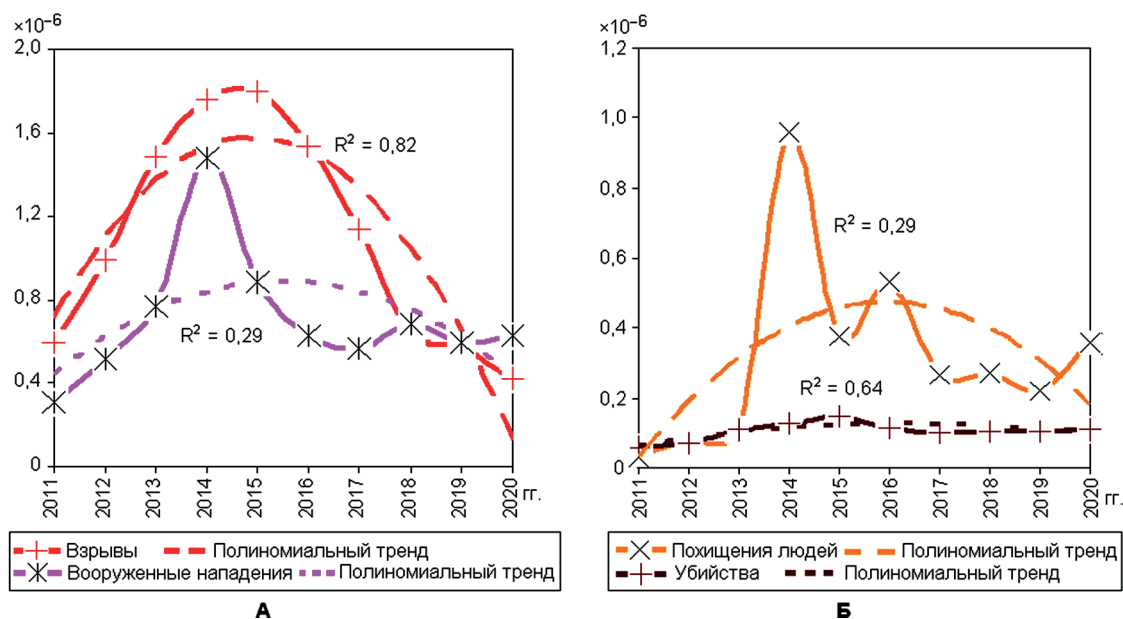 ×10⁻⁶
2,0
1,6
1,2
0,8
0,4
0
R² = 0,82
R² = 0,29
2011 2012 2013 2014 2015 2016 2017 2018 2019 2020 гг.
Взрывы Полиномиальный тренд
Вооруженные нападения Полиномиальный тренд
А
×10⁻⁶
1,2
1,0
0,8
0,6
0,4
0,2
0
R² = 0,29
R² = 0,64
2011 2012 2013 2014 2015 2016 2017 2018 2019 2020 гг.
Похищения людей Полиномиальный тренд
Убийства Полиномиальный тренд
Б